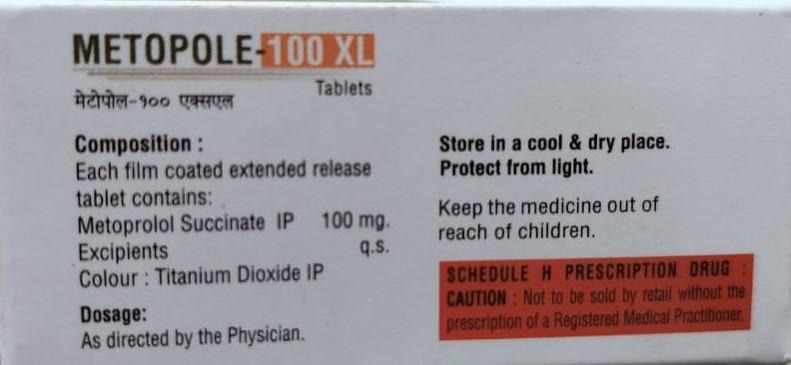 METOPOLE-100 XL
Tablets
मेटोपोल-१०० एक्सएल
Composition :
Each film coated extended release
tablet contains:
Metoprolol Succinate IP 100 mg.
Excipients q.s.
Colour : Titanium Dioxide IP
Dosage:
As directed by the Physician.
Store in a cool & dry place.
Protect from light.
Keep the medicine out of
reach of children.
SCHEDULE H PRESCRIPTION DRUG :
CAUTION : Not to be sold by retail without the
prescription of a Registered Medical Practitioner.